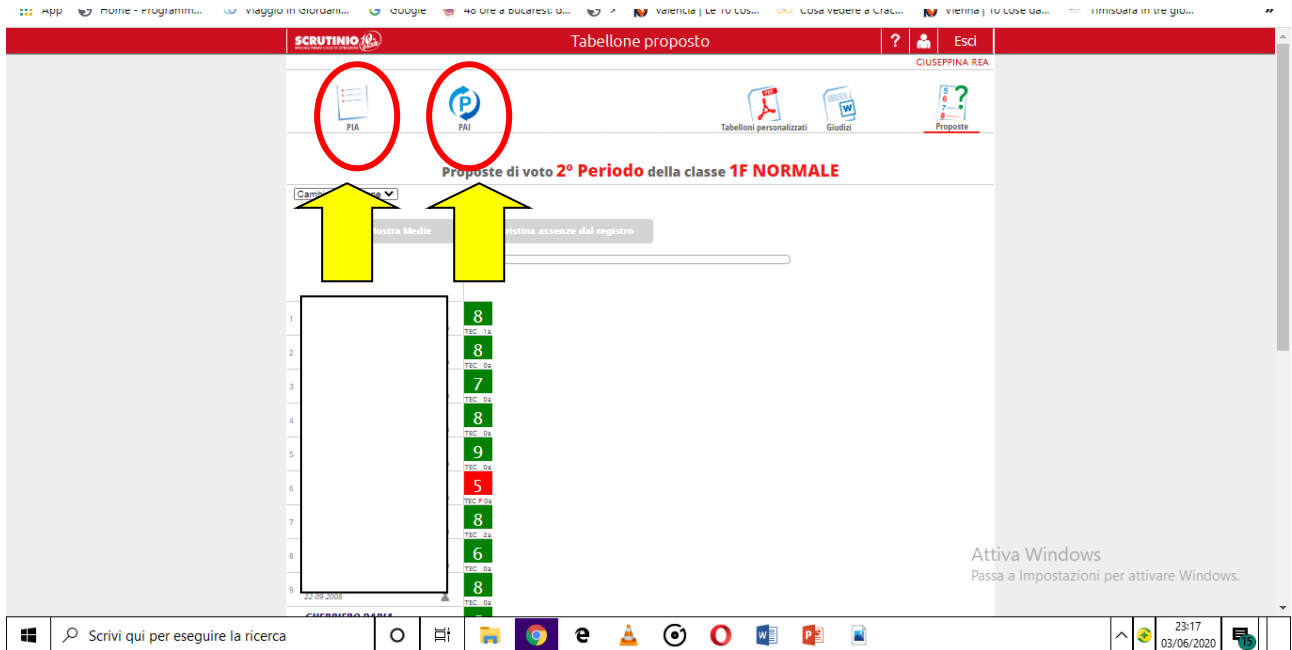 App Home - Programm... Viaggio in Giordani... Google 48 ore a Bucarest: d... Valencia | Le 10 cos... Cosa vedere a Crac... Vienna | 10 cose da... Timisoara in tre gio... »
SCRUTINIO 10 Tabellone proposto ? Esci
GIUSEPPINA REA
PIA PAI Tabelloni personalizzati Giudizi Proposte
Proposte di voto 2° Periodo della classe 1F NORMALE
Mostra Medie ristina assenze dal registro
1 8
TEC 1a
2 8
TEC 0a
3 7
TEC 0a
4 8
TEC 0a
5 9
TEC 0a
6 5
TEC P 0a
7 8
TEC 2a
8 6
TEC 0a
9 8
22-09-2008 TEC 0a
GUERRIERO DARIA
Attiva Windows
Passa a Impostazioni per attivare Windows.
Scrivi qui per eseguire la ricerca
23:17
03/06/2020
15